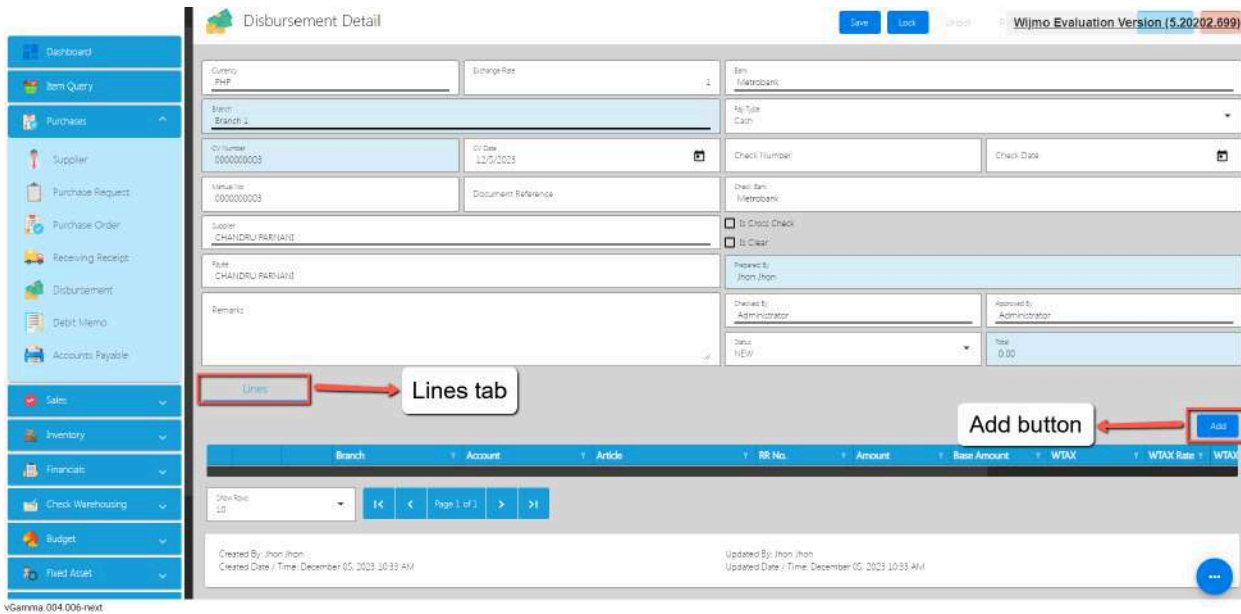 Disbursement Detail
Save
Lock
Wijmo Evaluation Version (5.20202.699)
Dashboard
Item Query
Purchases
Supplier
Purchase Request
Purchase Order
Receiving Receipt
Disbursement
Debit Memo
Accounts Payable
Sales
Inventory
Financials
Check Warehousing
Budget
Fixed Asset
Currency
PHP
Exchange Rate
1
Bank
Metrobank
Branch
Branch 1
Pay Type
Cash
CV Number
0000000003
CV Date
12/5/2023
Check Number
Check Date
Manual No
0000000003
Document Reference
Check Bank
Metrobank
Supplier
CHANDRU PARNANI
Is Cross Check
Is Clear
Payee
CHANDRU PARNANI
Prepared By
Jhon Jhon
Remarks
Checked By
Administrator
Approved By
Administrator
Status
NEW
Total
0.00
Lines
Lines tab
Add button
Add
Branch Account Article RR No. Amount Base Amount WTAX WTAX Rate WTAX
Show Rows
10
Page 1 of 1
Created By: Jhon Jhon
Created Date / Time: December 05, 2023 10:33 AM
Updated By: Jhon Jhon
Updated Date / Time: December 05, 2023 10:33 AM
vGamma.004.006-next